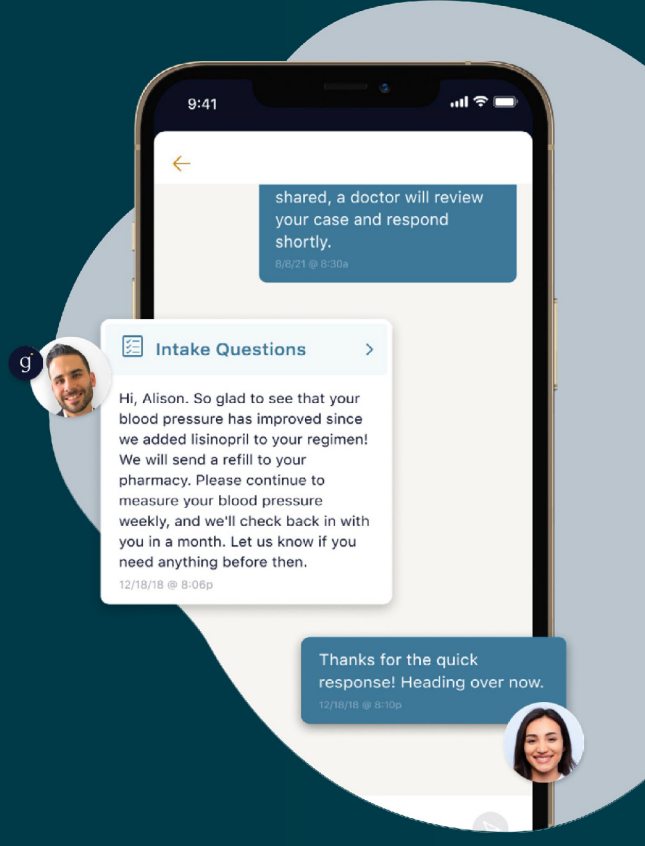 9:41
shared, a doctor will review
your case and respond
shortly.
8/8/21 @ 8:30a
Intake Questions
g
Hi, Alison. So glad to see that your
blood pressure has improved since
we added lisinopril to your regimen!
We will send a refill to your
pharmacy. Please continue to
measure your blood pressure
weekly, and we'll check back in with
you in a month. Let us know if you
need anything before then.
12/18/18 @ 8:06p
Thanks for the quick
response! Heading over now.
12/18/18 @ 8:10p